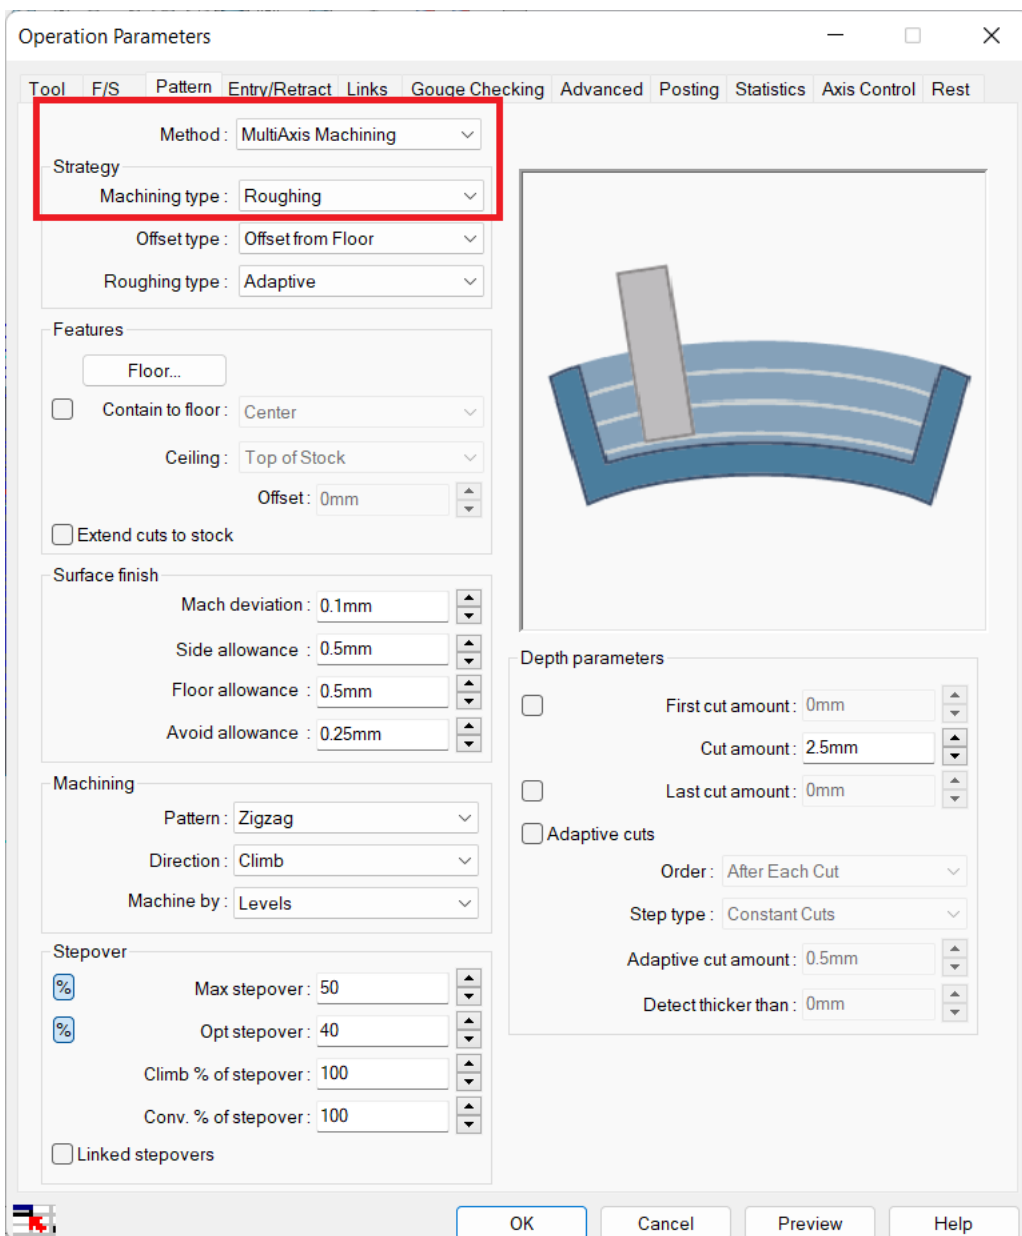 Operation Parameters
Tool F/S Pattern Entry/Retract Links Gouge Checking Advanced Posting Statistics Axis Control Rest
Method : MultiAxis Machining
Strategy
Machining type : Roughing
Offset type : Offset from Floor
Roughing type : Adaptive
Features
Floor...
Contain to floor : Center
Ceiling : Top of Stock
Offset : 0mm
Extend cuts to stock
Surface finish
Mach deviation : 0.1mm
Side allowance : 0.5mm
Floor allowance : 0.5mm
Avoid allowance : 0.25mm
Machining
Pattern : Zigzag
Direction : Climb
Machine by : Levels
Stepover
% Max stepover : 50
% Opt stepover : 40
Climb % of stepover : 100
Conv. % of stepover : 100
Linked stepovers
Depth parameters
First cut amount : 0mm
Cut amount : 2.5mm
Last cut amount : 0mm
Adaptive cuts
Order : After Each Cut
Step type : Constant Cuts
Adaptive cut amount : 0.5mm
Detect thicker than : 0mm
OK Cancel Preview Help